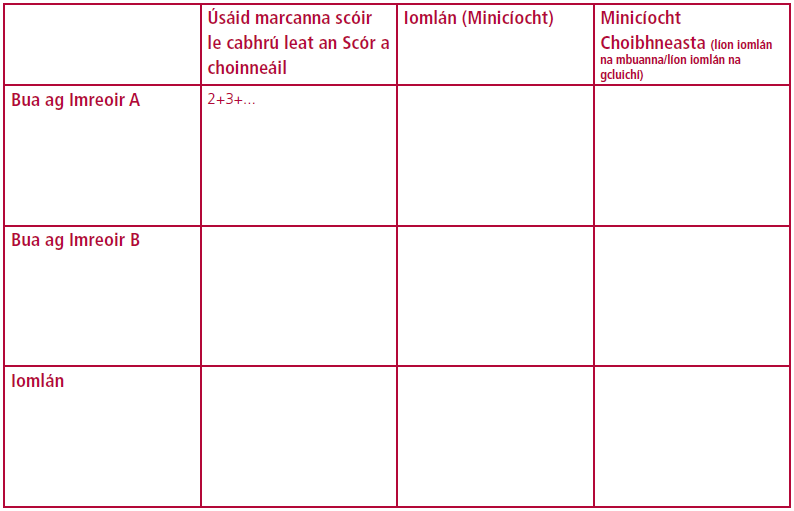 Úsáid marcanna scóir
le cabhrú leat an Scór a
choinneáil
Iomlán (Minicíocht)
Minicíocht
Choibhneasta (líon iomlán
na mbuanna/líon iomlán na
gcluichí)
Bua ag Imreoir A
2+3+...
Bua ag Imreoir B
Iomlán